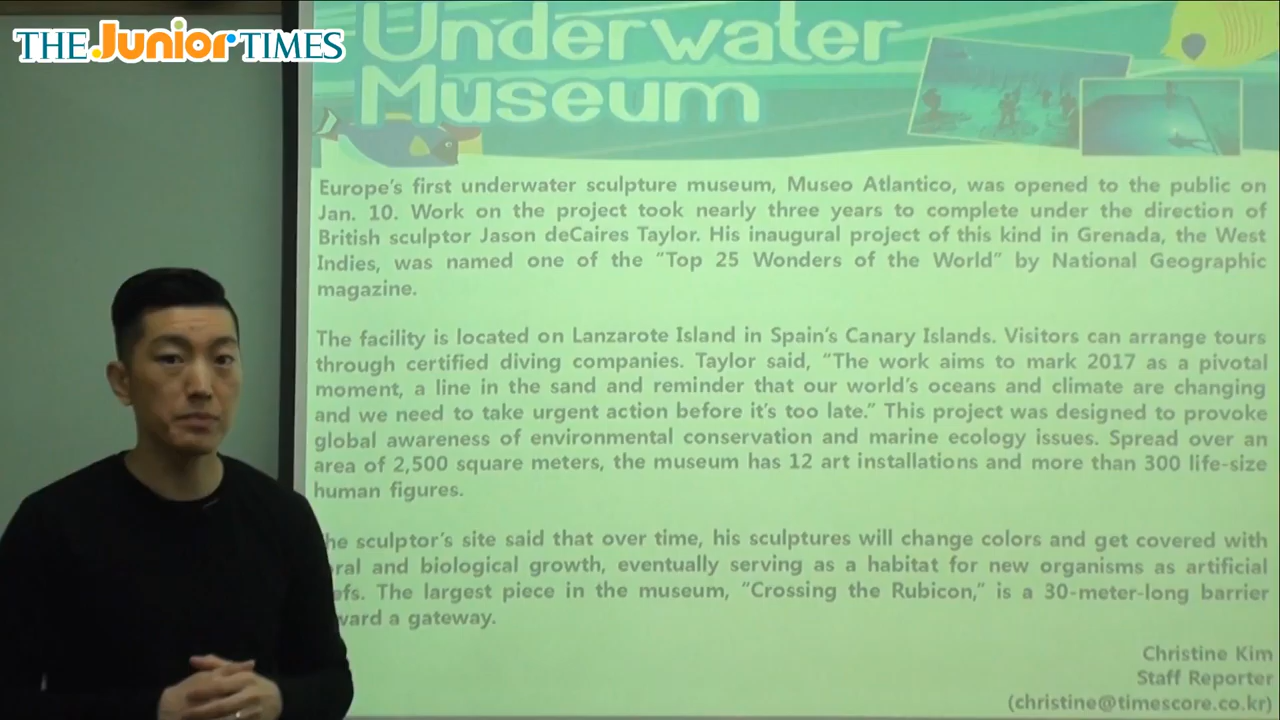 THE Junior TIMES
Underwater
Museum
Europe's first underwater sculpture museum, Museo Atlantico, was opened to the public on
Jan. 10. Work on the project took nearly three years to complete under the direction of
British sculptor Jason deCaires Taylor. His inaugural project of this kind in Grenada, the West
Indies, was named one of the “Top 25 Wonders of the World” by National Geographic
magazine.
The facility is located on Lanzarote Island in Spain's Canary Islands. Visitors can arrange tours
through certified diving companies. Taylor said, “The work aims to mark 2017 as a pivotal
moment, a line in the sand and reminder that our world's oceans and climate are changing
and we need to take urgent action before it's too late.” This project was designed to provoke
global awareness of environmental conservation and marine ecology issues. Spread over an
area of 2,500 square meters, the museum has 12 art installations and more than 300 life-size
human figures.
sculptor's site said that over time, his sculptures will change colors and get covered with
and biological growth, eventually serving as a habitat for new organisms as artificial
The largest piece in the museum, “Crossing the Rubicon,” is a 30-meter-long barrier
a gateway.
Christine Kim
Staff Reporter
(christine@timescore.co.kr)